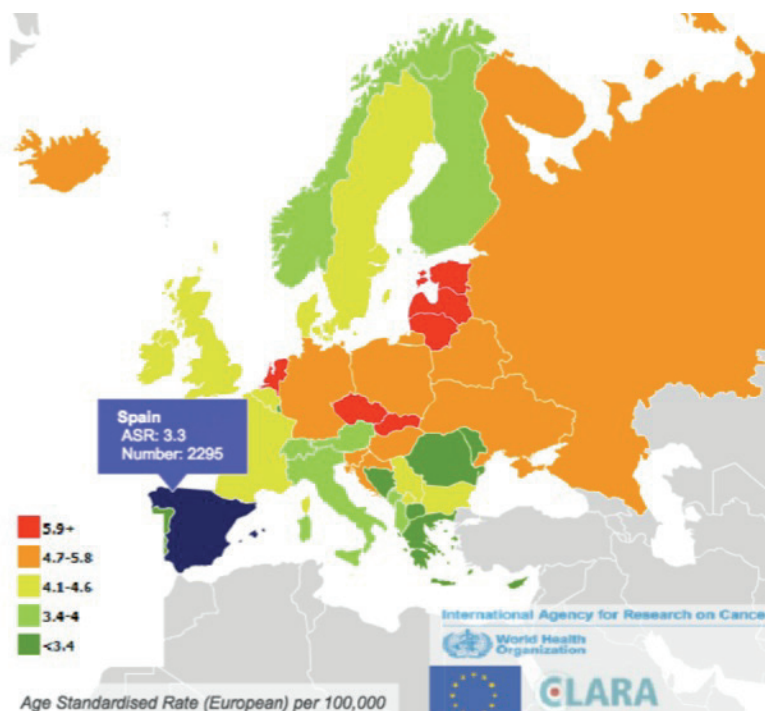 Spain
ASR: 3.3
Number: 2295
5.9+
4.7-5.8
4.1-4.6
3.4-4
<3.4
International Agency for Research on Cance
World Health
Organization
CLARA
Age Standardised Rate (European) per 100,000